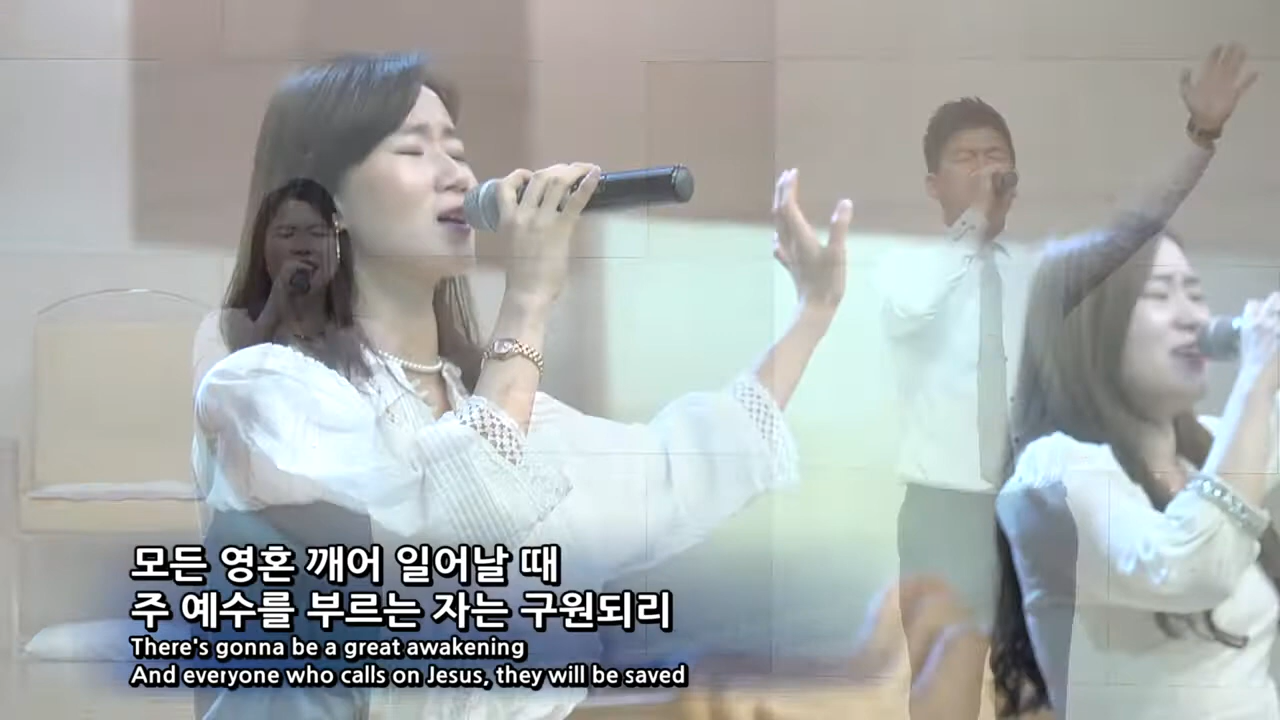 모든 영혼 깨어 일어날 때
주 예수를 부르는 자는 구원되리
There's gonna be a great awakening
And everyone who calls on Jesus, they will be saved